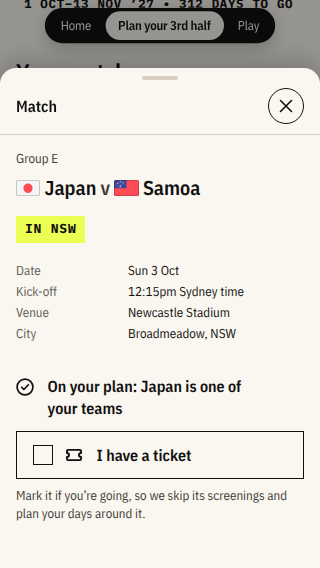 1 OCT–13 NOV ’27 • 312 DAYS TO GO
Home
Plan your 3rd half
Play
Match
Group E
Japan v Samoa
IN NSW
Date Sun 3 Oct
Kick-off 12:15pm Sydney time
Venue Newcastle Stadium
City Broadmeadow, NSW
On your plan: Japan is one of
your teams
I have a ticket
Mark it if you’re going, so we skip its screenings and
plan your days around it.